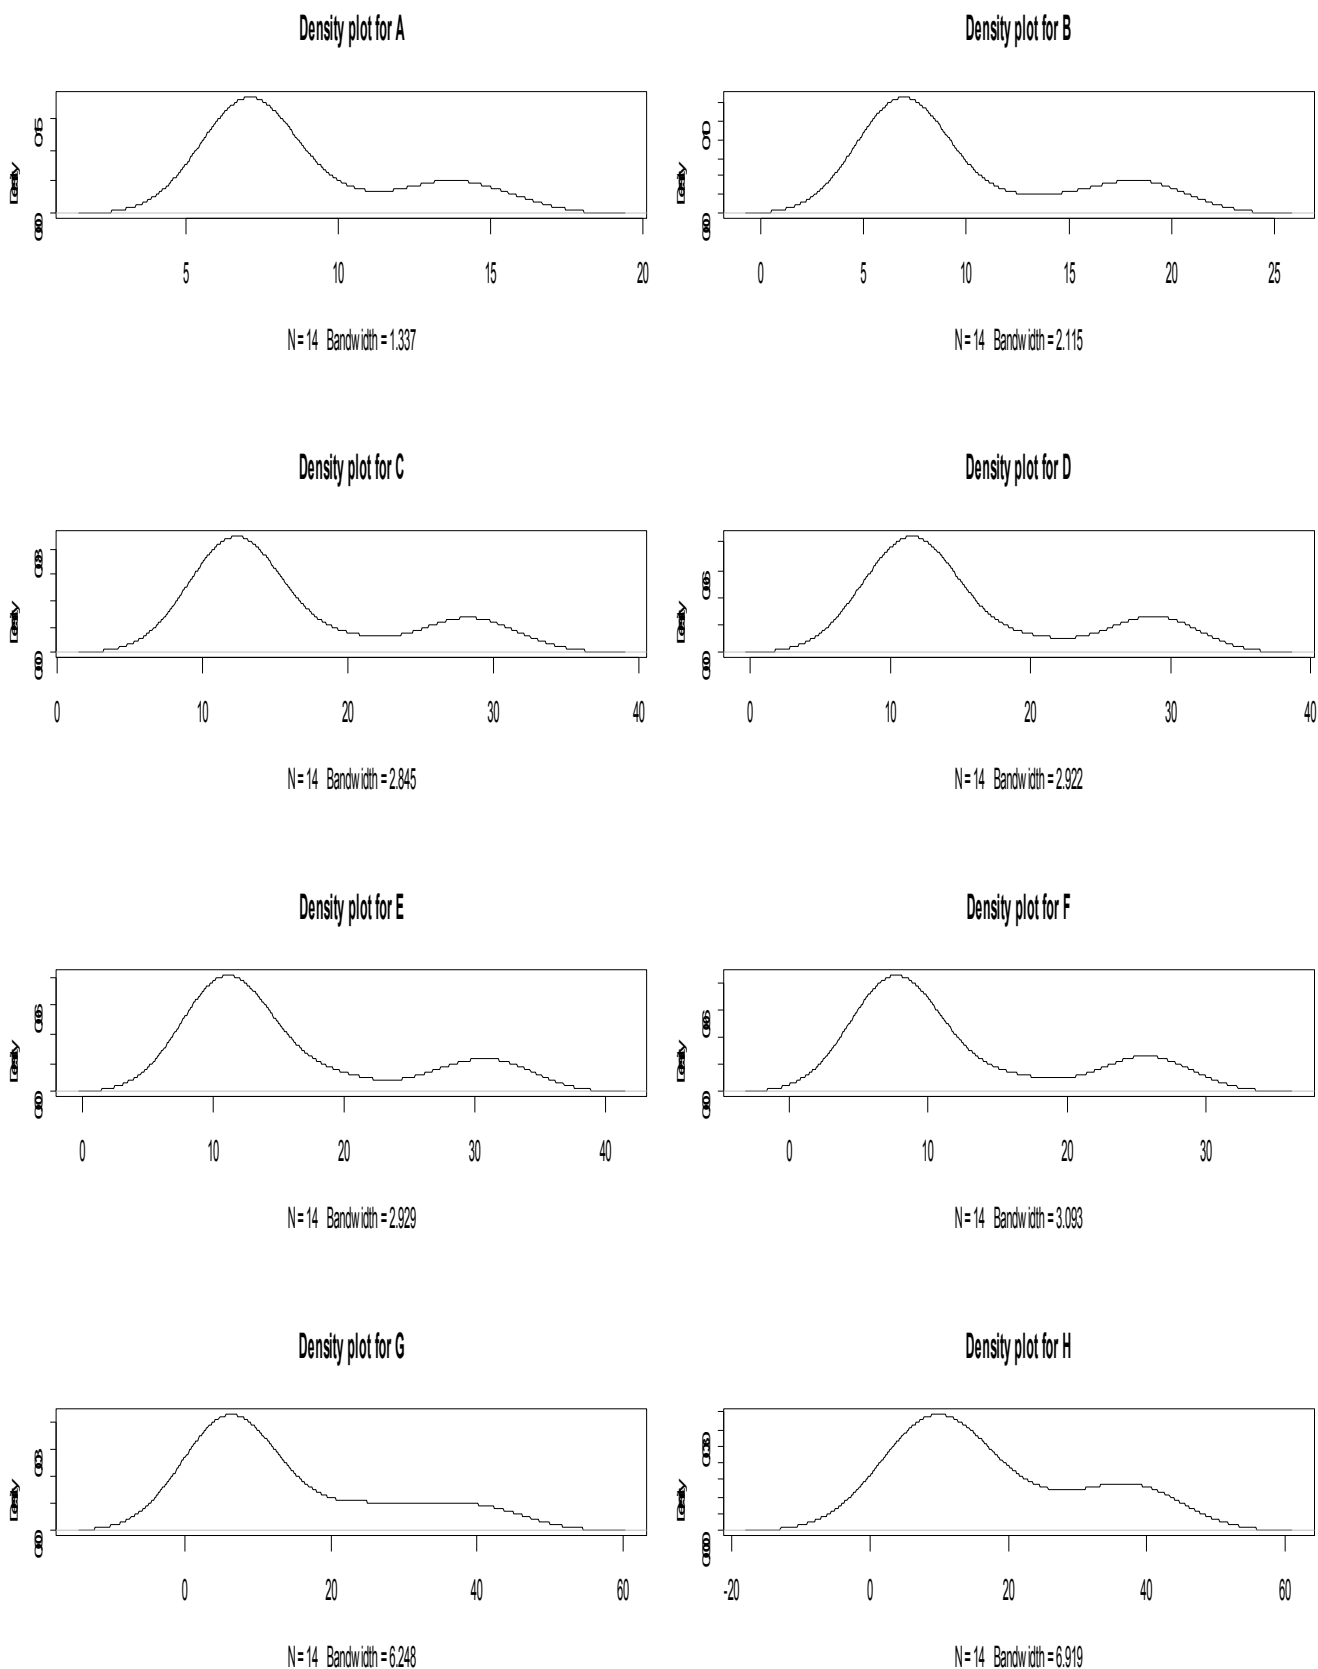 Density plot for A
5 10 15 20
N = 14 Bandwidth = 1.337
Density plot for B
0 5 10 15 20 25
N = 14 Bandwidth = 2.115
Density plot for C
0 10 20 30 40
N = 14 Bandwidth = 2.845
Density plot for D
0 10 20 30 40
N = 14 Bandwidth = 2.922
Density plot for E
0 10 20 30 40
N = 14 Bandwidth = 2.929
Density plot for F
0 10 20 30
N = 14 Bandwidth = 3.093
Density plot for G
0 20 40 60
N = 14 Bandwidth = 6.248
Density plot for H
-20 0 20 40 60
N = 14 Bandwidth = 6.919